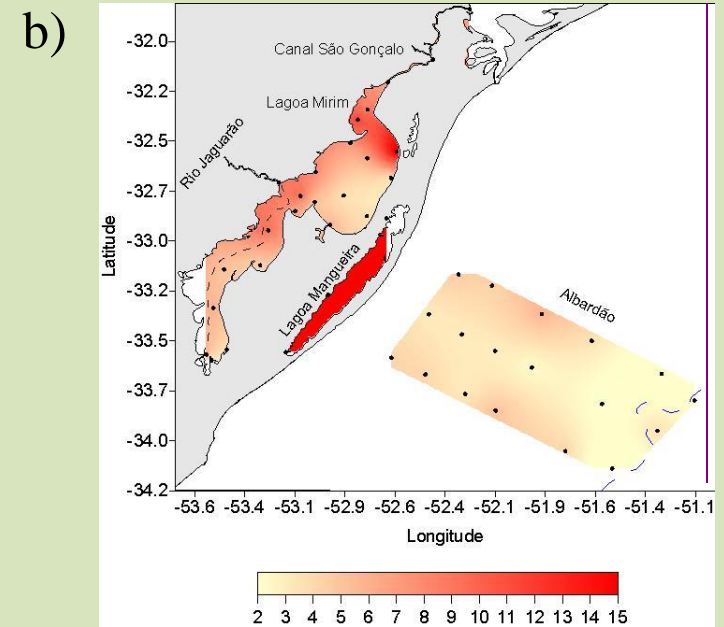 b)
Canal São Gonçalo
Lagoa Mirim
Rio Jaguarão
Lagoa Mangueira
Albardão
Latitude
-32.0
-32.2
-32.5
-32.7
-33.0
-33.2
-33.5
-33.7
-34.0
-34.2
-53.6 -53.4 -53.1 -52.9 -52.6 -52.4 -52.1 -51.9 -51.6 -51.4 -51.1
Longitude
2 3 4 5 6 7 8 9 10 11 12 13 14 15